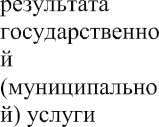 результата
государственно
й
(муниципально
й) услуги